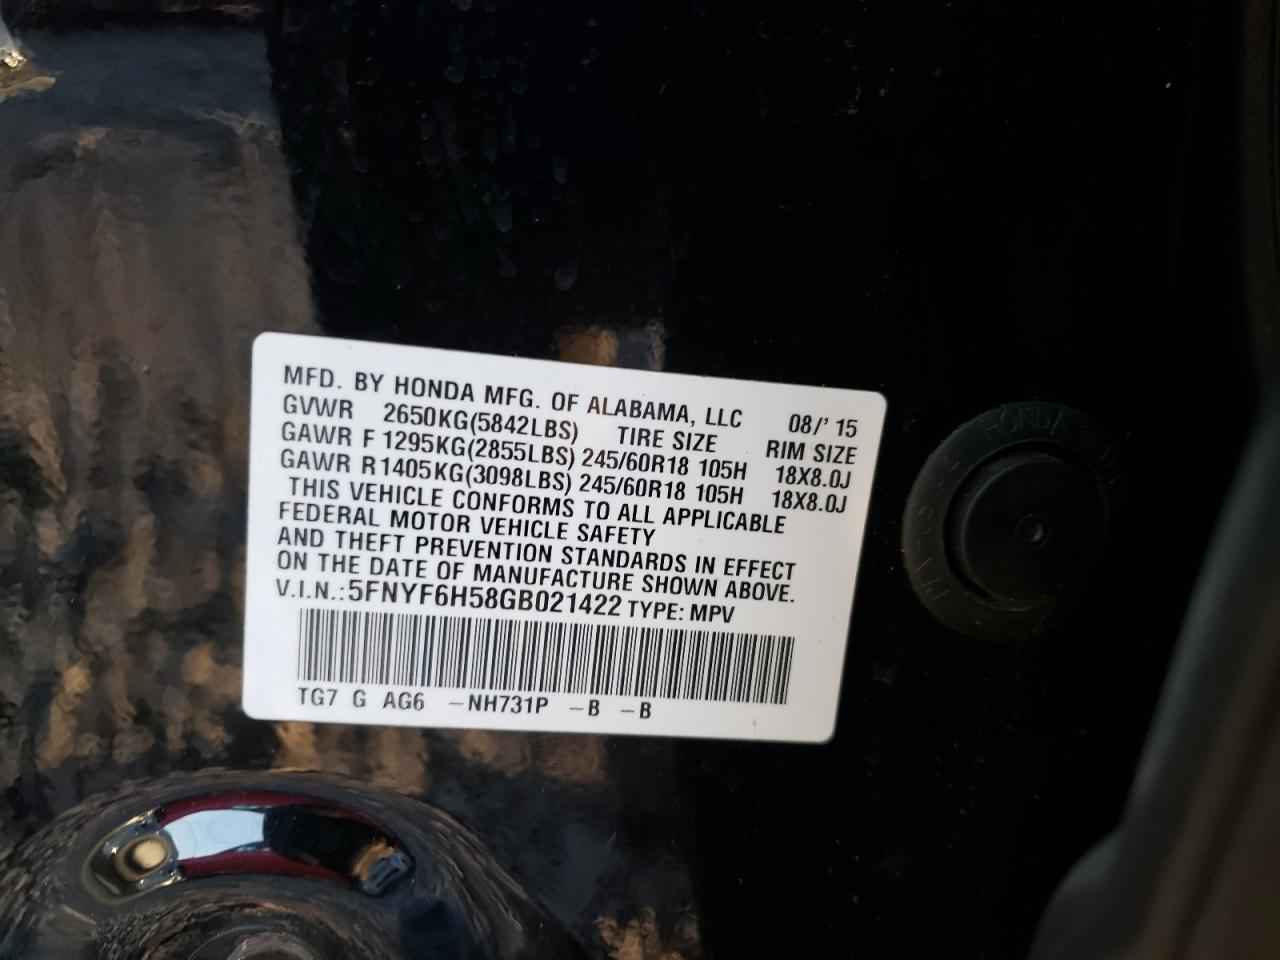 MFD. BY HONDA MFG. OF ALABAMA, LLC 08/'15
GVWR 2650KG(5842LBS) TIRE SIZE RIM SIZE
GAWR F 1295KG(2855LBS) 245/60R18 105H 18X8.0J
GAWR R1405KG(3098LBS) 245/60R18 105H 18X8.0J
THIS VEHICLE CONFORMS TO ALL APPLICABLE
FEDERAL MOTOR VEHICLE SAFETY
AND THEFT PREVENTION STANDARDS IN EFFECT
ON THE DATE OF MANUFACTURE SHOWN ABOVE.
V.I.N.:5FNYF6H58GB021422 TYPE: MPV
TG7 G AG6 –NH731P –B –B
HONDA